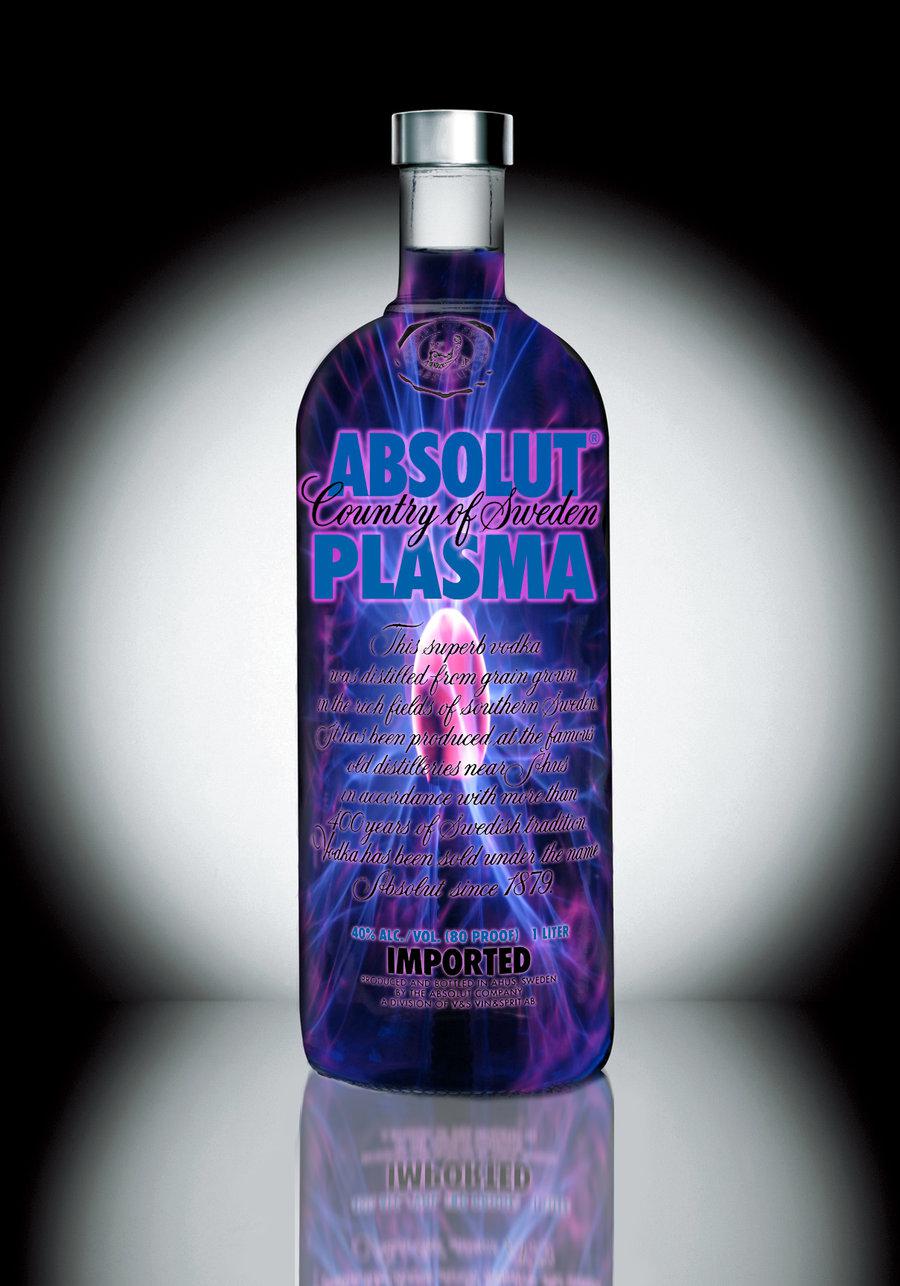 ABSOLUT®
Country of Sweden
PLASMA
This superb vodka
was distilled from grain grown
in the rich fields of southern Sweden.
It has been produced at the famous
old distilleries near Åhus
in accordance with more than
400 years of Swedish tradition.
Vodka has been sold under the name
Absolut since 1879.
40% ALC./VOL. (80 PROOF) 1 LITER
IMPORTED
PRODUCED AND BOTTLED IN AHUS, SWEDEN
BY THE ABSOLUT COMPANY
A DIVISION OF V&S VIN&SPRIT AB